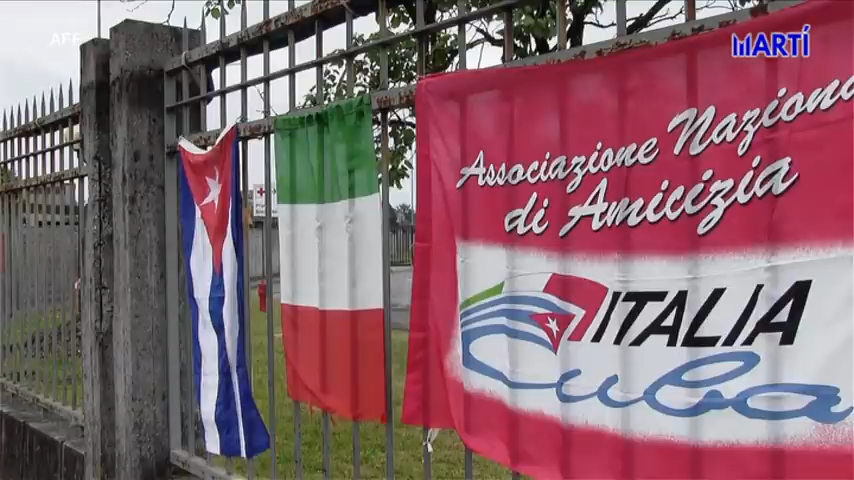 AFP
MARTÍ
Associazione Naziona
di Amicizia
ITALIA
Cuba